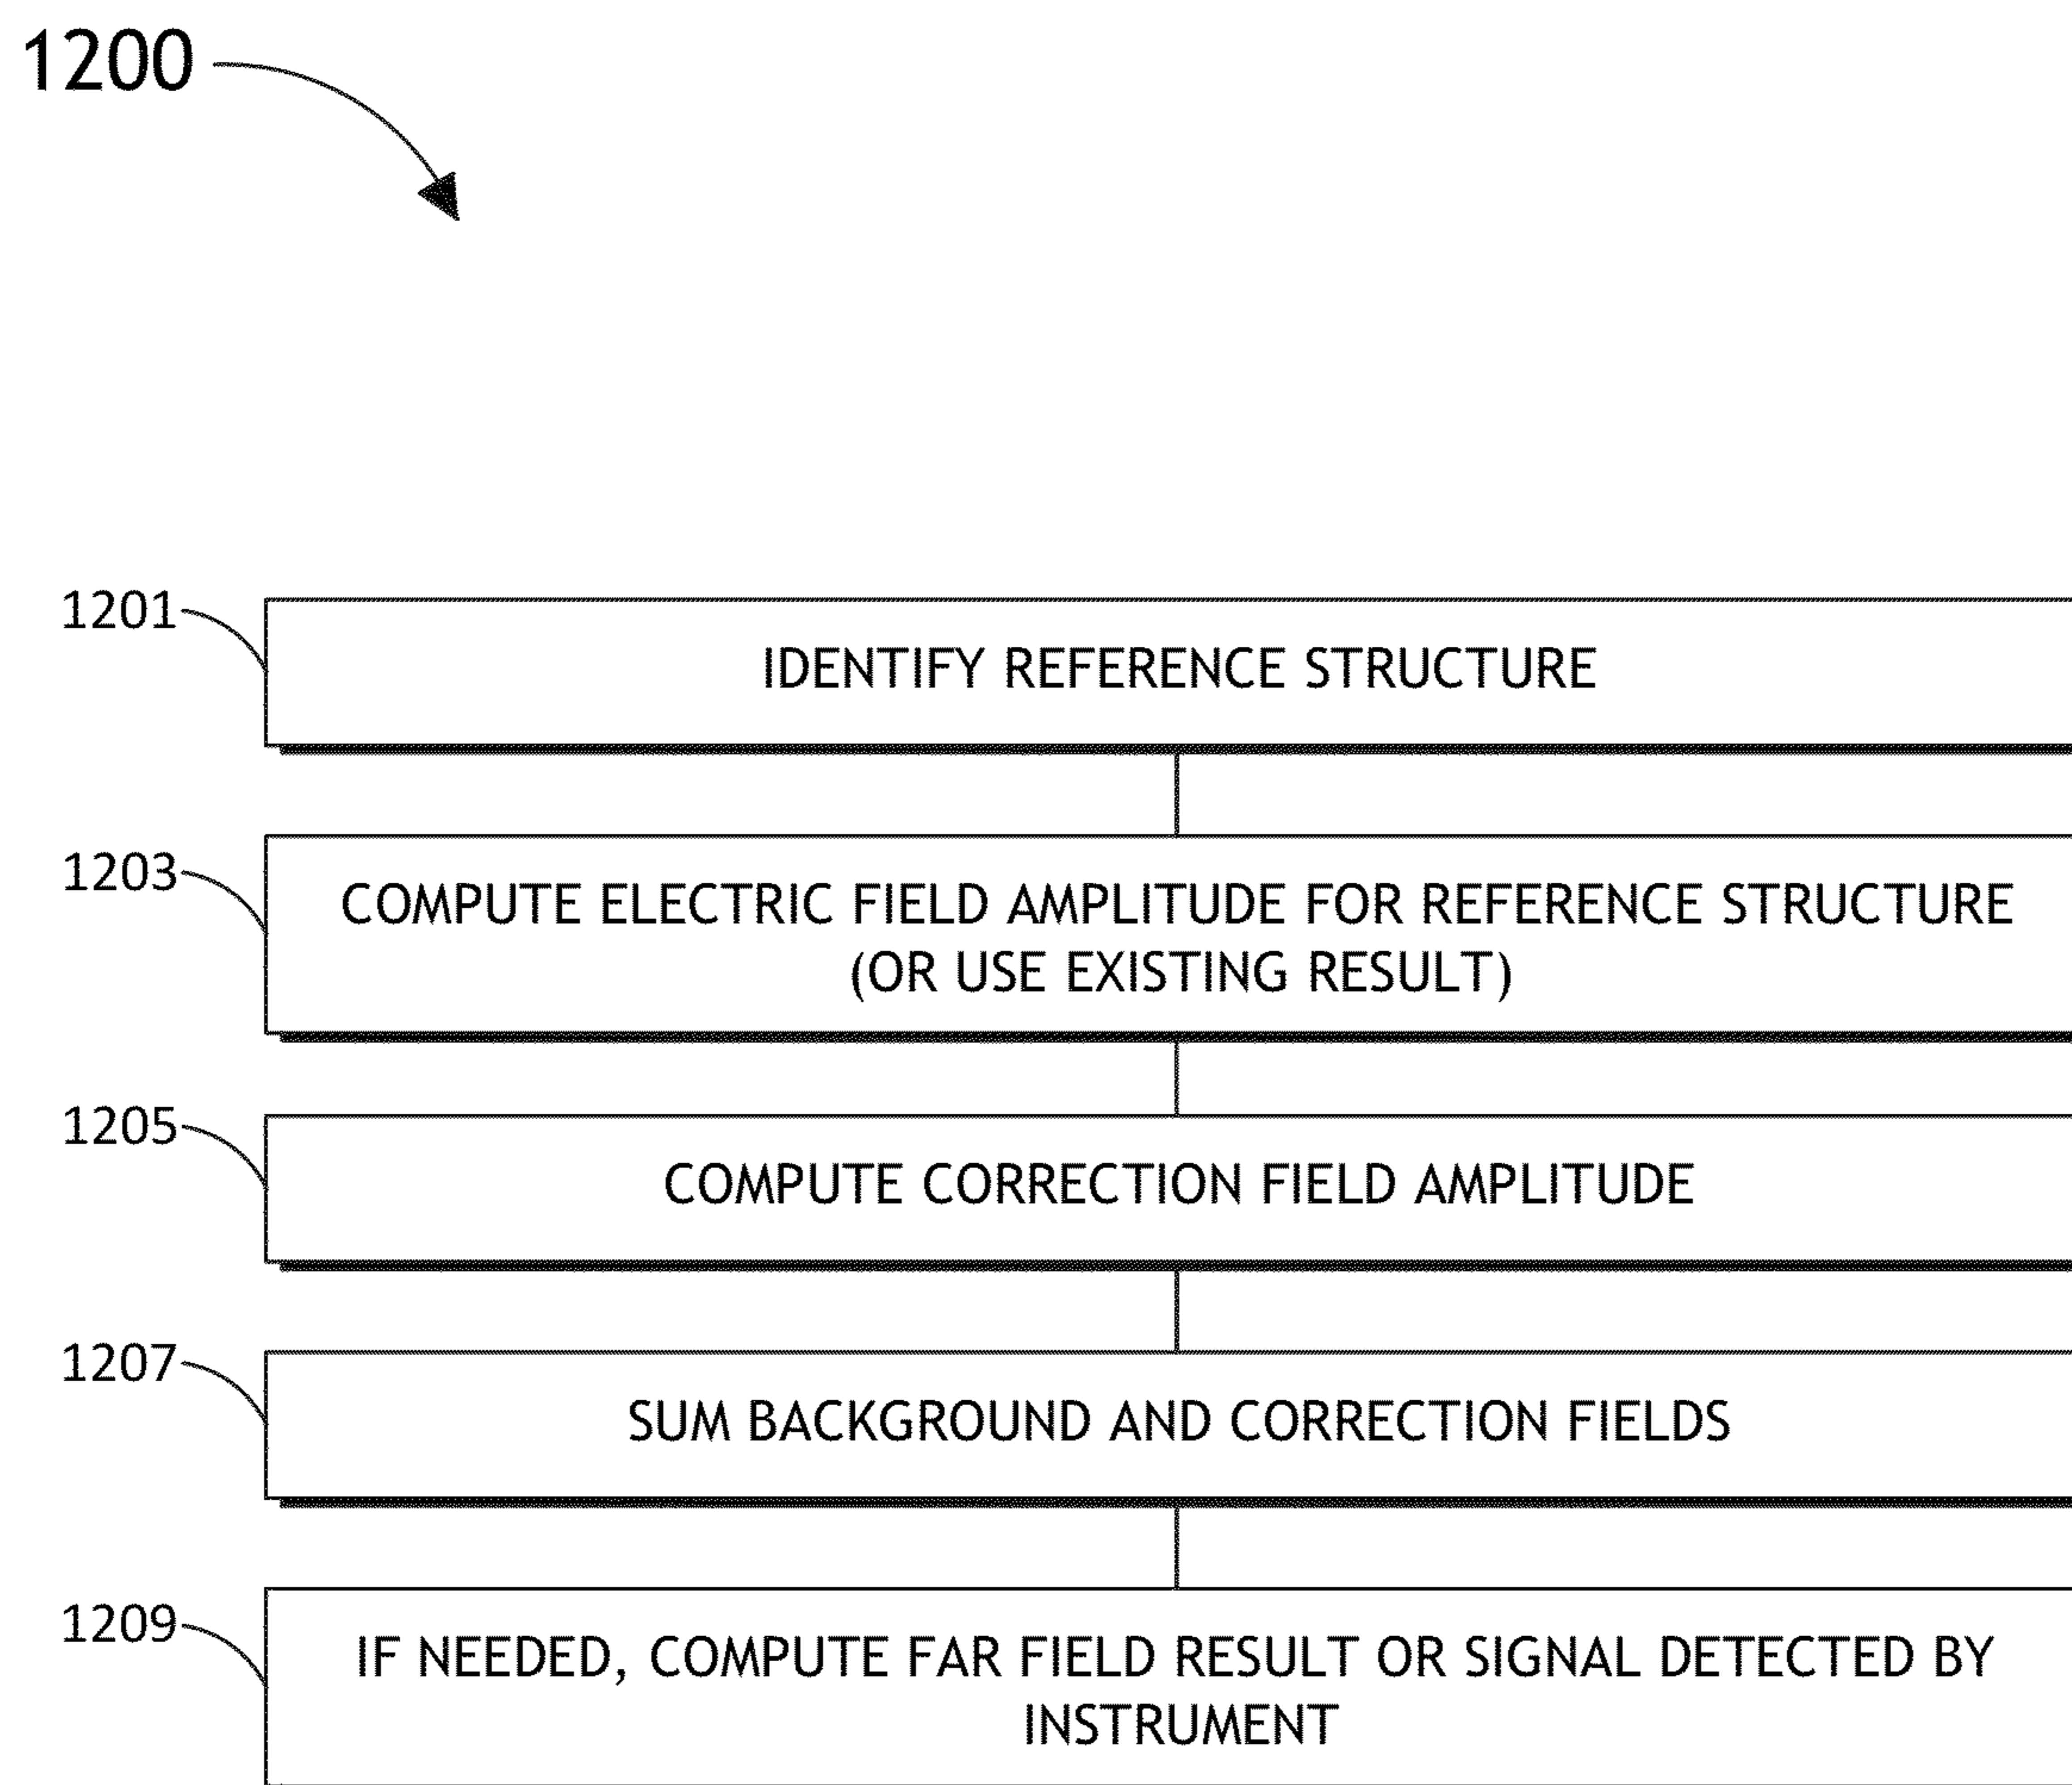 1200
1201
IDENTIFY REFERENCE STRUCTURE
1203
COMPUTE ELECTRIC FIELD AMPLITUDE FOR REFERENCE STRUCTURE
(OR USE EXISTING RESULT)
1205
COMPUTE CORRECTION FIELD AMPLITUDE
1207
SUM BACKGROUND AND CORRECTION FIELDS
1209
IF NEEDED, COMPUTE FAR FIELD RESULT OR SIGNAL DETECTED BY
INSTRUMENT